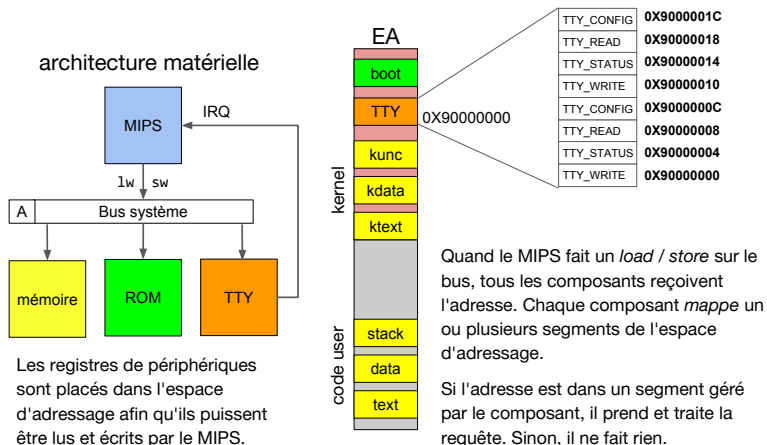 architecture matérielle
MIPS
IRQ
lw sw
A Bus système
mémoire ROM TTY
Les registres de périphériques
sont placés dans l'espace
d'adressage afin qu'ils puissent
être lus et écrits par le MIPS.
EA
boot
TTY 0X90000000
kunc
kdata
ktext
kernel
stack
data
text
code user
TTY_CONFIG 0X9000001C
TTY_READ 0X90000018
TTY_STATUS 0X90000014
TTY_WRITE 0X90000010
TTY_CONFIG 0X9000000C
TTY_READ 0X90000008
TTY_STATUS 0X90000004
TTY_WRITE 0X90000000
Quand le MIPS fait un load / store sur le
bus, tous les composants reçoivent
l'adresse. Chaque composant mappe un
ou plusieurs segments de l'espace
d'adressage.
Si l'adresse est dans un segment géré
par le composant, il prend et traite la
requête. Sinon, il ne fait rien.